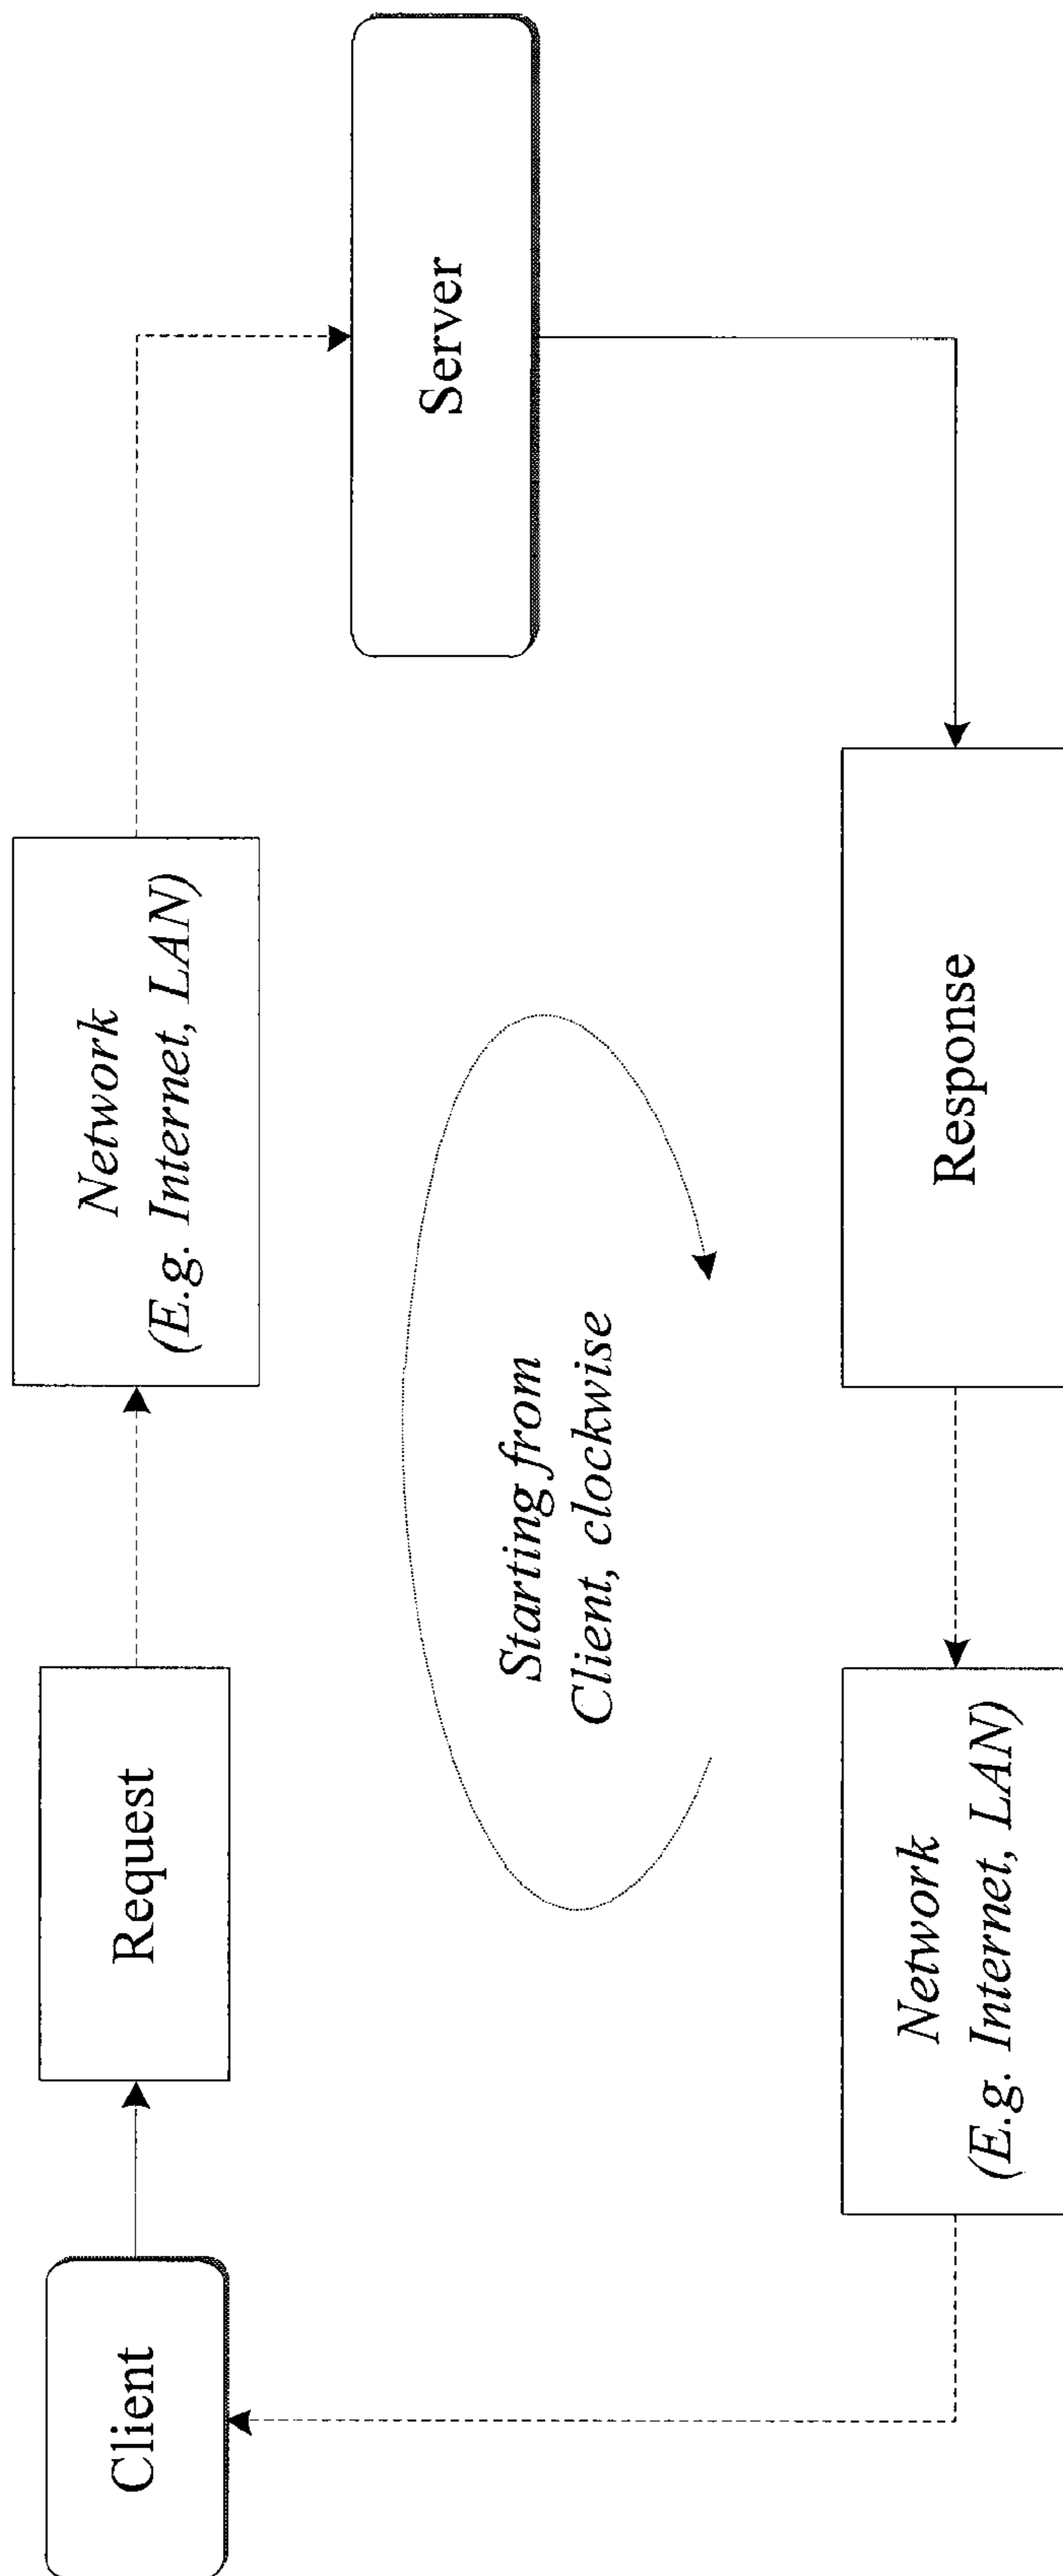 Client
Request
Network
(E.g. Internet, LAN)
Server
Starting from
Client, clockwise
Network
(E.g. Internet, LAN)
Response